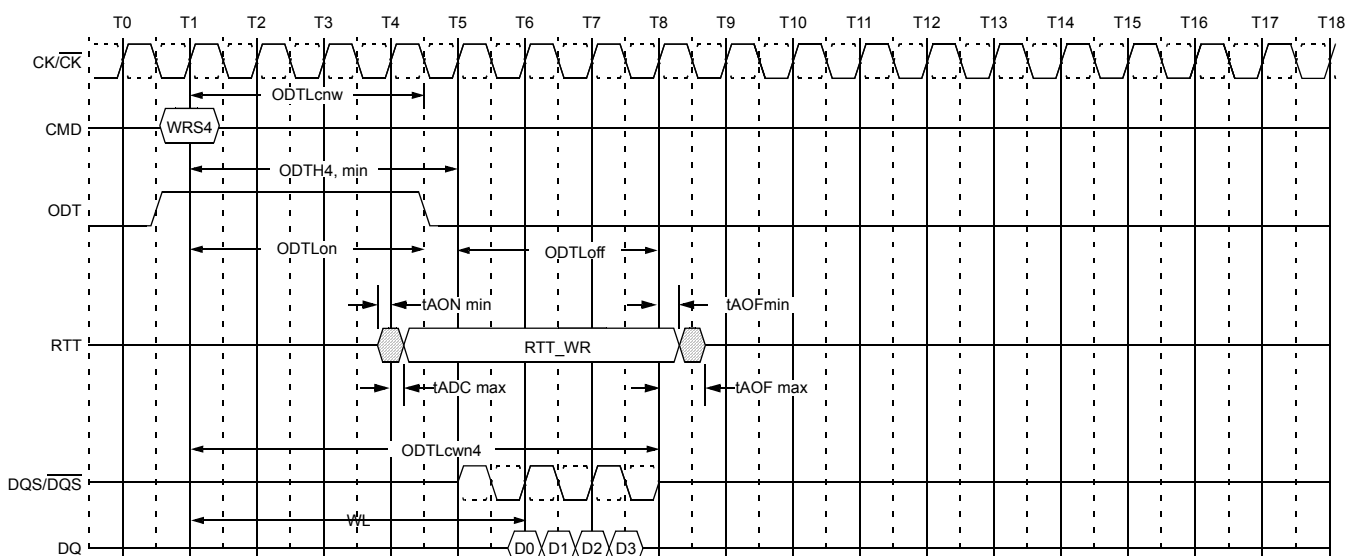 T0 T1 T2 T3 T4 T5 T6 T7 T8 T9 T10 T11 T12 T13 T14 T15 T16 T17 T18
CK/CK
ODTLcnw
CMD
WRS4
ODTH4, min
ODT
ODTLon
ODTLoff
tAON min
tAOFmin
RTT
RTT_WR
tADC max
tAOF max
ODTLcwn4
DQS/DQS
WL
DQ
D0 D1 D2 D3